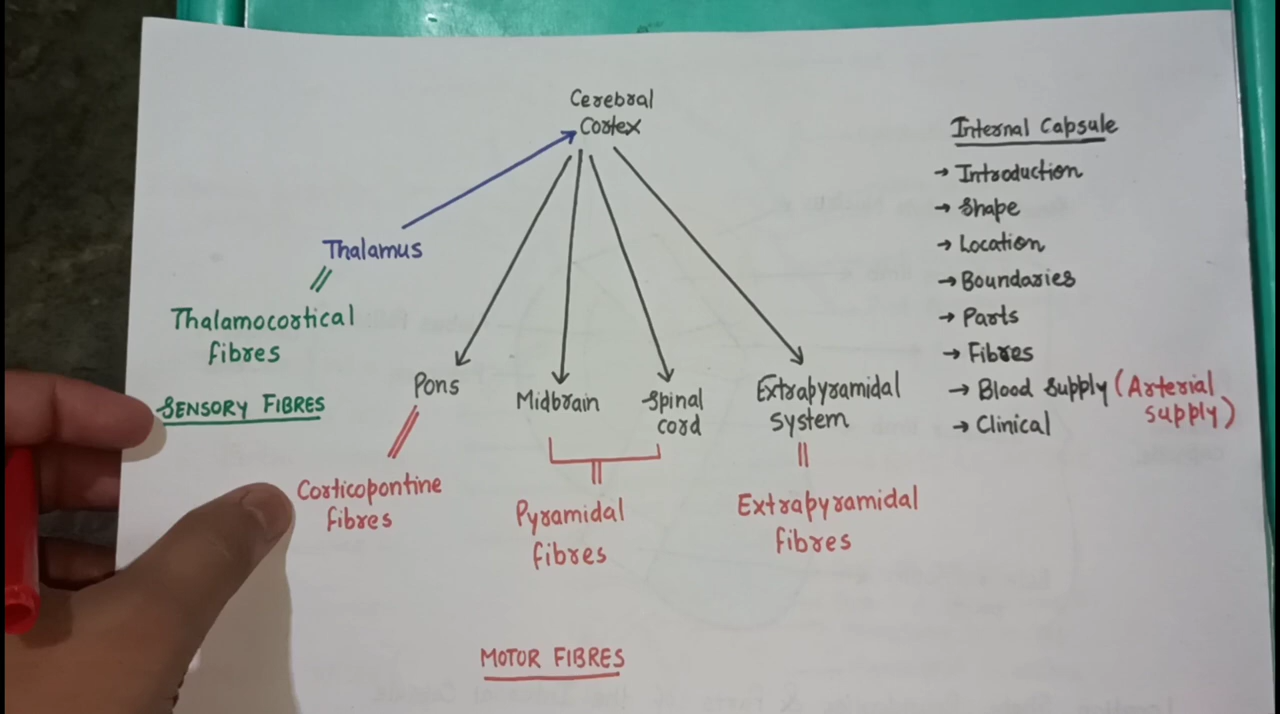 Cerebral
Cortex
Thalamus
Thalamocortical
fibres
SENSORY FIBRES
Pons
Midbrain
Spinal
cord
Extrapyramidal
system
Corticopontine
fibres
Pyramidal
fibres
Extrapyramidal
fibres
MOTOR FIBRES
Internal Capsule
→ Introduction
→ Shape
→ Location
→ Boundaries
→ Parts
→ Fibres
→ Blood Supply (Arterial
supply)
→ Clinical